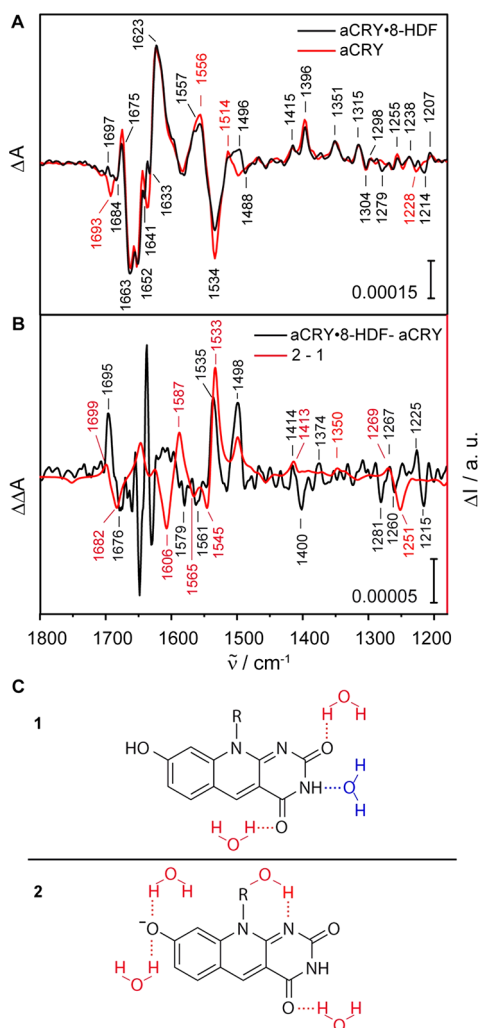 A
1623
aCRY•8-HDF
aCRY
1697
1675
1557
1556
1514
1496
1415
1396
1351
1315
1298
1255
1238
1207
ΔA
1693
1684
1663
1641
1652
1633
1534
1488
1304
1279
1228
1214
0.00015
B
aCRY•8-HDF- aCRY
2 - 1
1699
1695
1587
1535
1533
1498
1414
1413
1374
1350
1269
1267
1225
ΔΔA
ΔI / a. u.
1682
1676
1606
1579
1565
1561
1545
1400
1281
1260
1251
1215
0.00005
1800 1700 1600 1500 1400 1300 1200
ν̃ / cm⁻¹
C
1
R
H O H
HO N N O
NH O H H
O
H O H
2
H O H
R O H
⁻O N N O
NH
H O H
O H O H